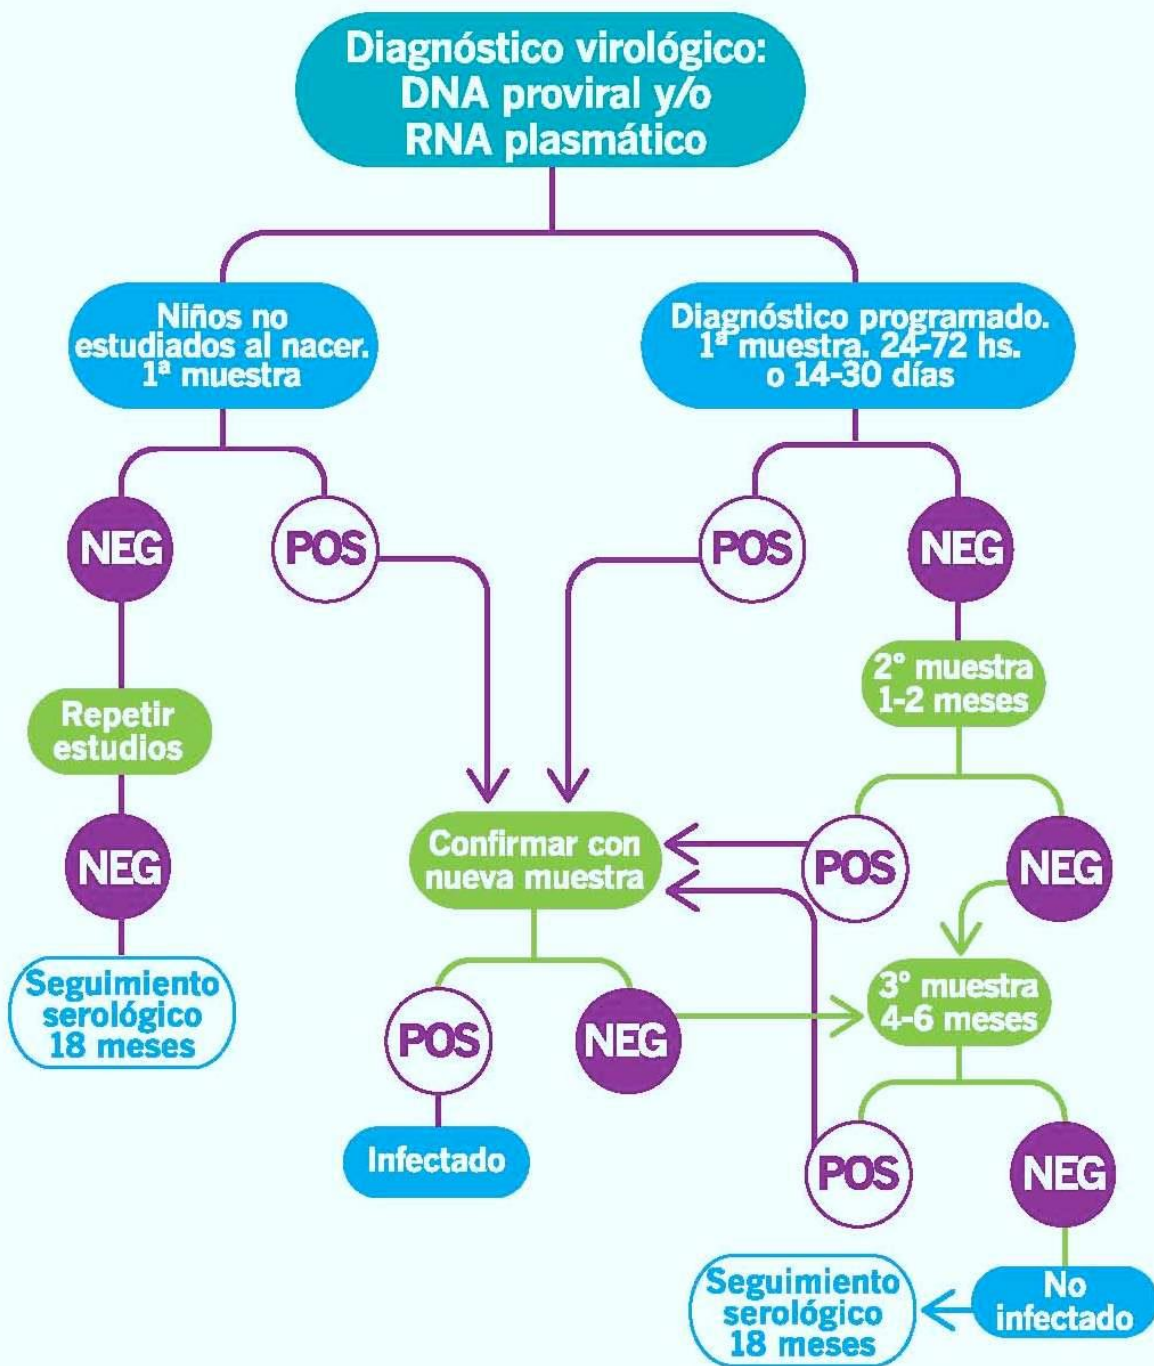 Diagnóstico virológico:
DNA proviral y/o
RNA plasmático
Niños no
estudiados al nacer.
1ª muestra
Diagnóstico programado.
1ª muestra. 24-72 hs.
o 14-30 días
NEG
POS
POS
NEG
2° muestra
1-2 meses
Repetir
estudios
NEG
Confirmar con
nueva muestra
POS
NEG
Seguimiento
serológico
18 meses
3° muestra
4-6 meses
POS
NEG
Infectado
POS
NEG
Seguimiento
serológico
18 meses
No
infectado